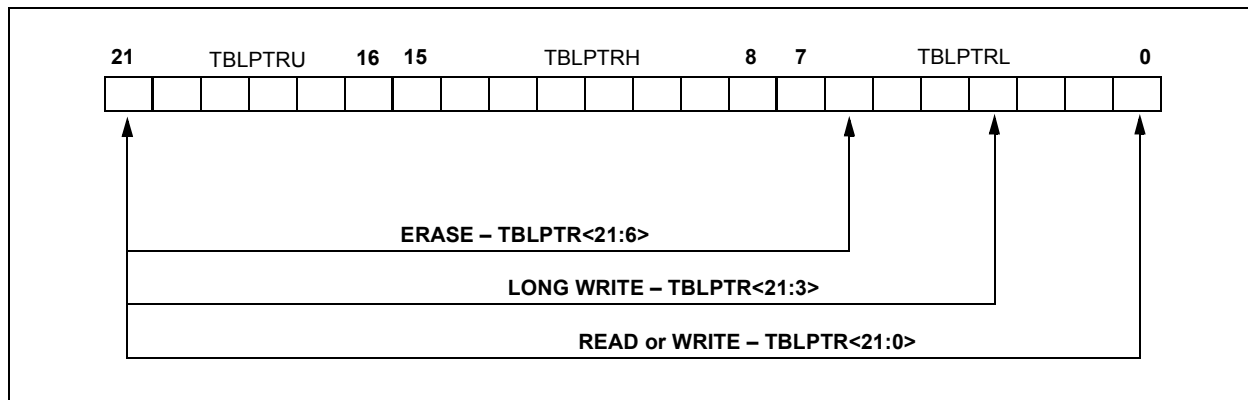 21 TBLPTRU 16 15 TBLPTRH 8 7 TBLPTRL 0
ERASE – TBLPTR<21:6>
LONG WRITE – TBLPTR<21:3>
READ or WRITE – TBLPTR<21:0>